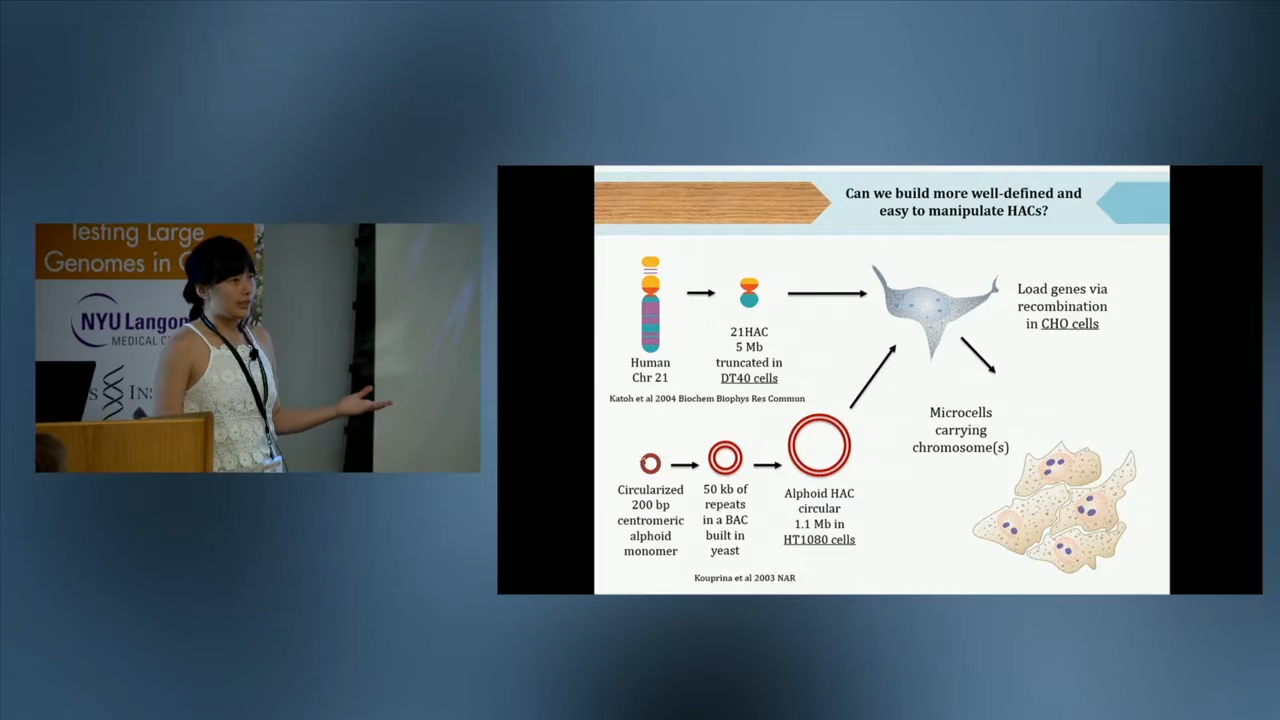 Testing Large
Genomes in C
NYU Langon
MEDICAL C
INS
Can we build more well-defined and
easy to manipulate HACs?
Human
Chr 21
21HAC
5 Mb
truncated in
DT40 cells
Katoh et al 2004 Biochem Biophys Res Commun
Load genes via
recombination
in CHO cells
Microcells
carrying
chromosome(s)
Circularized
200 bp
centromeric
alphoid
monomer
50 kb of
repeats
in a BAC
built in
yeast
Alphoid HAC
circular
1.1 Mb in
HT1080 cells
Kouprina et al 2003 NAR